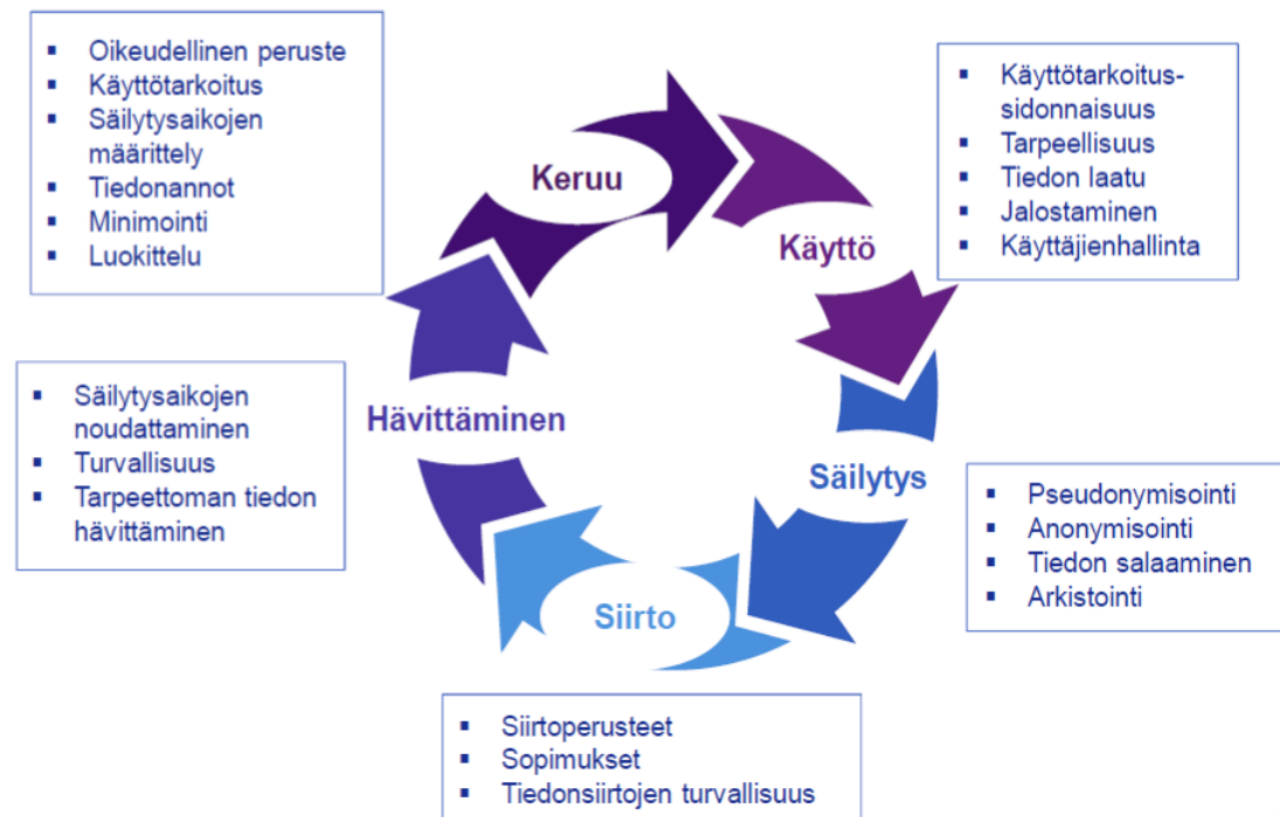 ▪ Oikeudellinen peruste
▪ Käyttötarkoitus
▪ Säilytysaikojen
määrittely
▪ Tiedonannot
▪ Minimointi
▪ Luokittelu
Keruu
▪ Käyttötarkoitus-
sidonnaisuus
▪ Tarpeellisuus
▪ Tiedon laatu
▪ Jalostaminen
▪ Käyttäjienhallinta
Käyttö
▪ Säilytysaikojen
noudattaminen
▪ Turvallisuus
▪ Tarpeettoman tiedon
hävittäminen
Hävittäminen
Säilytys
▪ Pseudonymisointi
▪ Anonymisointi
▪ Tiedon salaaminen
▪ Arkistointi
Siirto
▪ Siirtoperusteet
▪ Sopimukset
▪ Tiedonsiirtojen turvallisuus